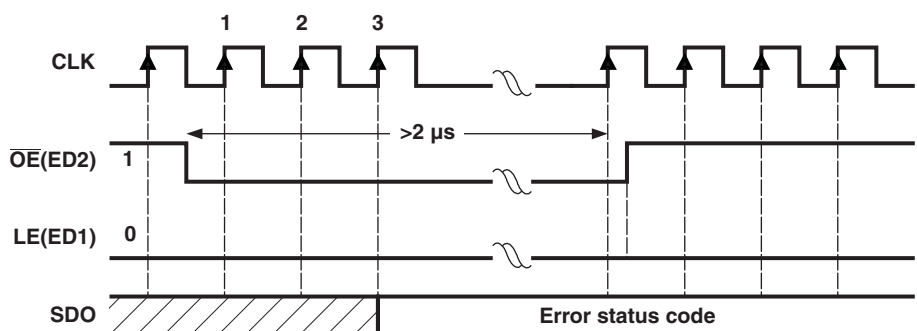 1 2 3
CLK
>2 µs
OE(ED2) 1
LE(ED1) 0
SDO Error status code